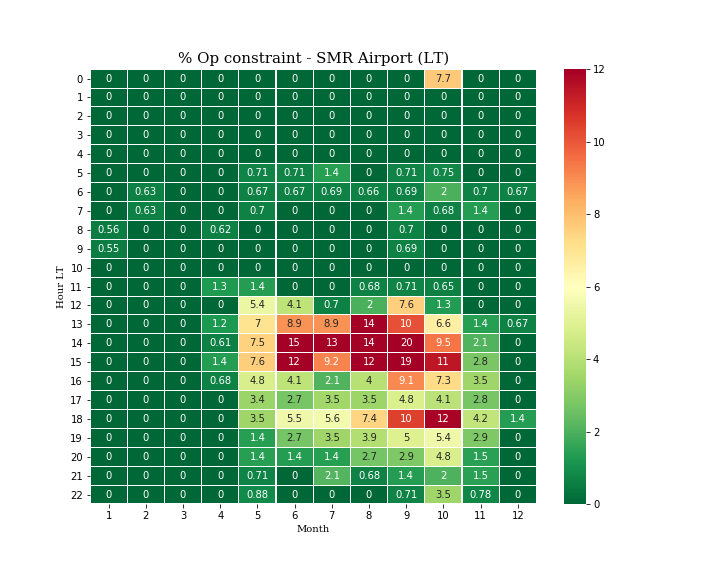 % Op constraint - SMR Airport (LT)
0 0 0 0 0 0 0 0 0 0 7.7 0 0
1 0 0 0 0 0 0 0 0 0 0 0 0
2 0 0 0 0 0 0 0 0 0 0 0 0
3 0 0 0 0 0 0 0 0 0 0 0 0
4 0 0 0 0 0 0 0 0 0 0 0 0
5 0 0 0 0 0.71 0.71 1.4 0 0.71 0.75 0 0
6 0 0.63 0 0 0.67 0.67 0.69 0.66 0.69 2 0.7 0.67
7 0 0.63 0 0 0.7 0 0 0 1.4 0.68 1.4 0
8 0.56 0 0 0.62 0 0 0 0 0.7 0 0 0
9 0.55 0 0 0 0 0 0 0 0.69 0 0 0
10 0 0 0 0 0 0 0 0 0 0 0 0
11 0 0 0 1.3 1.4 0 0 0.68 0.71 0.65 0 0
12 0 0 0 0 5.4 4.1 0.7 2 7.6 1.3 0 0
13 0 0 0 1.2 7 8.9 8.9 14 10 6.6 1.4 0.67
14 0 0 0 0.61 7.5 15 13 14 20 9.5 2.1 0
15 0 0 0 1.4 7.6 12 9.2 12 19 11 2.8 0
16 0 0 0 0.68 4.8 4.1 2.1 4 9.1 7.3 3.5 0
17 0 0 0 0 3.4 2.7 3.5 3.5 4.8 4.1 2.8 0
18 0 0 0 0 3.5 5.5 5.6 7.4 10 12 4.2 1.4
19 0 0 0 0 1.4 2.7 3.5 3.9 5 5.4 2.9 0
20 0 0 0 0 1.4 1.4 1.4 2.7 2.9 4.8 1.5 0
21 0 0 0 0 0.71 0 2.1 0.68 1.4 2 1.5 0
22 0 0 0 0 0.88 0 0 0 0.71 3.5 0.78 0
1 2 3 4 5 6 7 8 9 10 11 12
Month
Hour LT
12
10
8
6
4
2
0